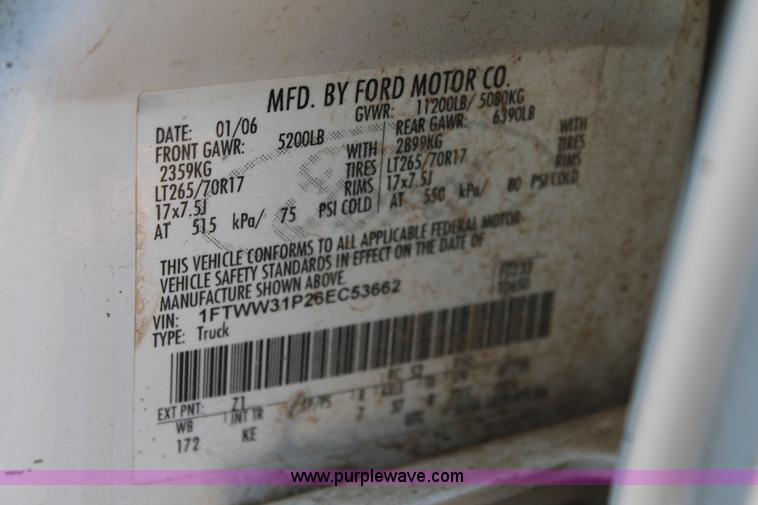 MFD. BY FORD MOTOR CO.
DATE: 01/06 GVWR: 11200LB/ 5080KG
FRONT GAWR: 5200LB REAR GAWR: 6390LB
2359KG WITH 2899KG WITH
LT265/70R17 TIRES LT265/70R17 TIRES
17x7.5J RIMS 17x7.5J RIMS
AT 515 kPa/ 75 PSI COLD AT 550 kPa/ 80 PSI COLD
THIS VEHICLE CONFORMS TO ALL APPLICABLE FEDERAL MOTOR
VEHICLE SAFETY STANDARDS IN EFFECT ON THE DATE OF
MANUFACTURE SHOWN ABOVE.
VIN: 1FTWW31P26EC53662
TYPE: Truck
EXT PNT: Z1
WB INT TR
172 KE
www.purplewave.com